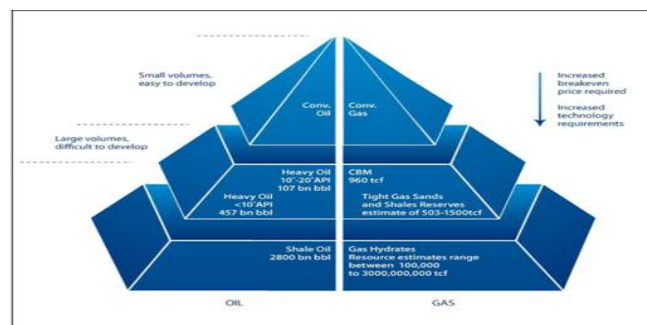 Small volumes,
easy to develop
Large volumes,
difficult to develop
Conv.
Oil
Conv.
Gas
Increased
breakeven
price required
Increased
technology
requirements
Heavy Oil
10°-20°API
107 bn bbl
Heavy Oil
<10°API
457 bn bbl
CBM
960 tcf
Tight Gas Sands
and Shales Reserves
estimate of 503-1500tcf
Shale Oil
2800 bn bbl
Gas Hydrates
Resource estimates range
between 100,000
to 3000,000,000 tcf
OIL
GAS